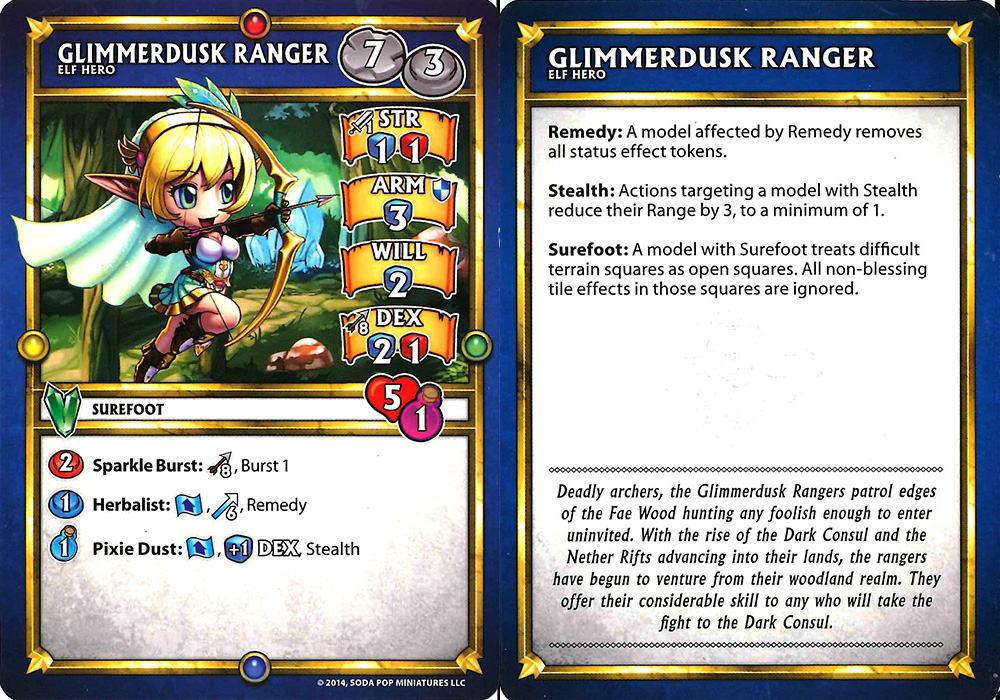 GLIMMERDUSK RANGER
ELF HERO
7
3
STR
1 1
ARM
3
WILL
2
8 DEX
2 1
SUREFOOT
5
1
2 Sparkle Burst: 8, Burst 1
1 Herbalist: , 6, Remedy
1 Pixie Dust: , +1 DEX, Stealth
© 2014, SODA POP MINIATURES LLC
GLIMMERDUSK RANGER
ELF HERO
Remedy: A model affected by Remedy removes
all status effect tokens.
Stealth: Actions targeting a model with Stealth
reduce their Range by 3, to a minimum of 1.
Surefoot: A model with Surefoot treats difficult
terrain squares as open squares. All non-blessing
tile effects in those squares are ignored.
Deadly archers, the Glimmerdusk Rangers patrol edges
of the Fae Wood hunting any foolish enough to enter
uninvited. With the rise of the Dark Consul and the
Nether Rifts advancing into their lands, the rangers
have begun to venture from their woodland realm. They
offer their considerable skill to any who will take the
fight to the Dark Consul.